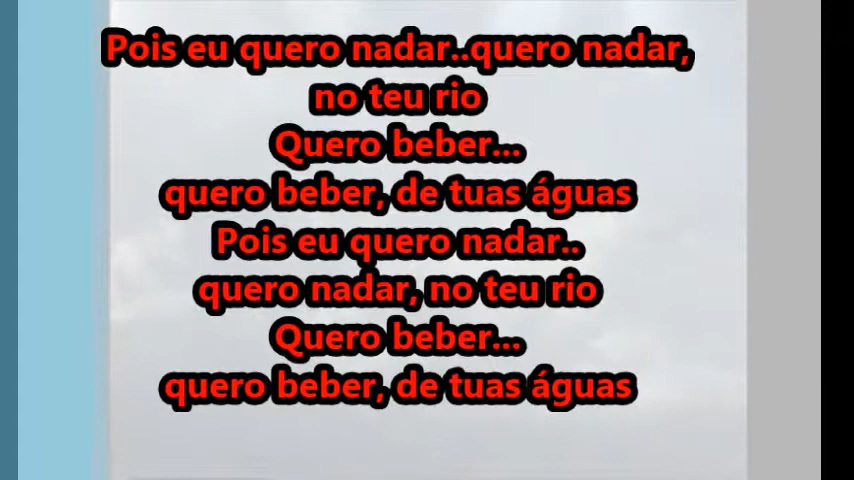 Pois eu quero nadar..quero nadar,
no teu rio
Quero beber...
quero beber, de tuas águas
Pois eu quero nadar..
quero nadar, no teu rio
Quero beber...
quero beber, de tuas águas